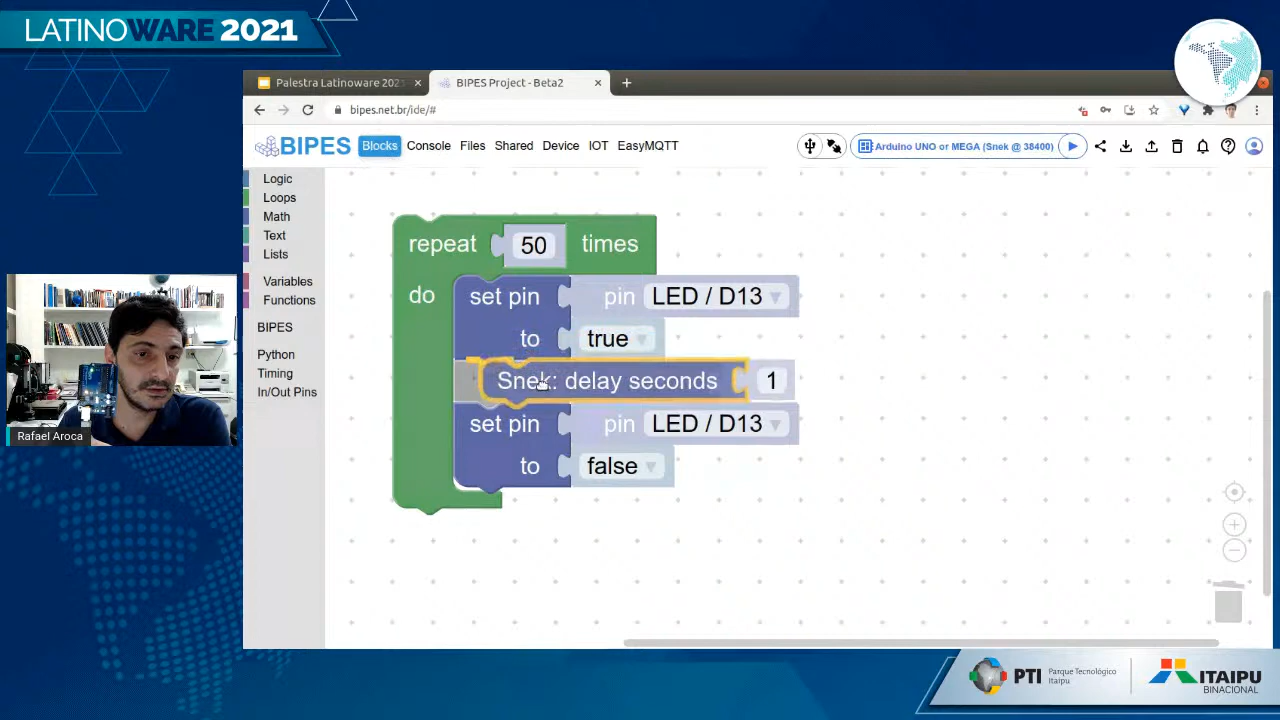 LATINOWARE 2021
Palestra Latinoware 2021
BIPES Project - Beta2
bipes.net.br/ide/#
BIPES
Blocks
Console
Files
Shared
Device
IOT
EasyMQTT
Arduino UNO or MEGA (Snek @ 38400)
Logic
Loops
Math
Text
Lists
Variables
Functions
BIPES
Python
Timing
In/Out Pins
repeat 50 times
do set pin pin LED / D13
to true
Snek: delay seconds 1
set pin pin LED / D13
to false
Rafael Aroca
PTI Parque Tecnológico
Itaipu
ITAIPU
BINACIONAL